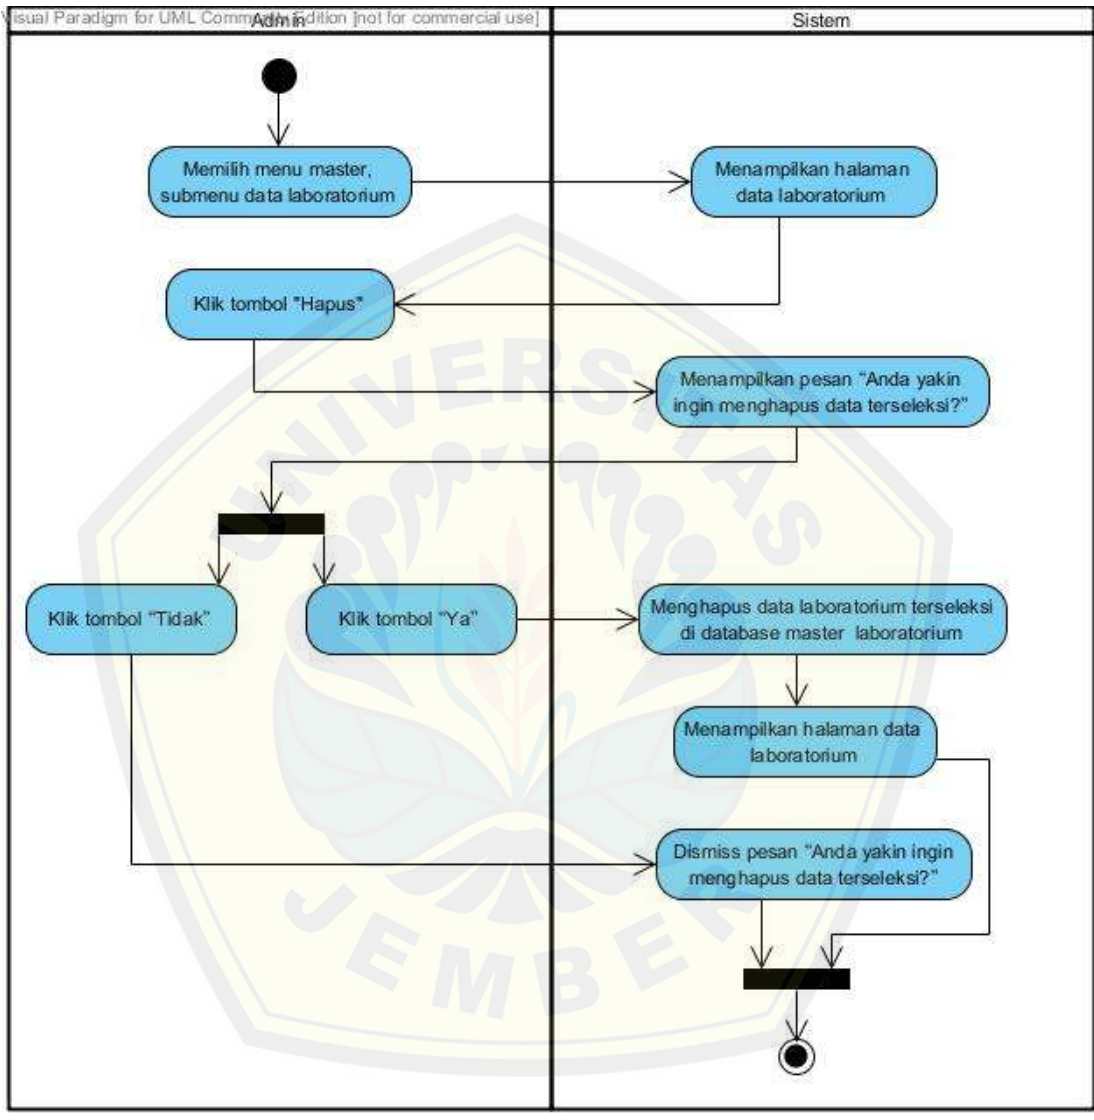 Visual Paradigm for UML Community Edition [not for commercial use]
Admin
Sistem
Memilih menu master,
submenu data laboratorium
Menampilkan halaman
data laboratorium
Klik tombol "Hapus"
Menampilkan pesan “Anda yakin
ingin menghapus data terseleksi?”
Klik tombol “Tidak”
Klik tombol “Ya”
Menghapus data laboratorium terseleksi
di database master laboratorium
Menampilkan halaman data
laboratorium
Dismiss pesan “Anda yakin ingin
menghapus data terseleksi?”
UNIVERSITAS
JEMBER